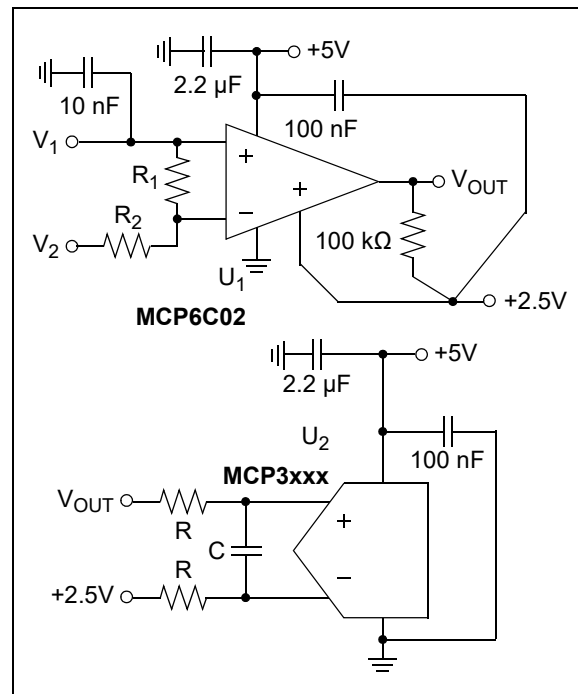 +5V
2.2 µF
10 nF
100 nF
V1
R1
+
+
−
VOUT
R2
V2
100 kΩ
U1
+2.5V
MCP6C02
+5V
2.2 µF
U2
100 nF
MCP3xxx
VOUT
R
+
C
−
+2.5V
R